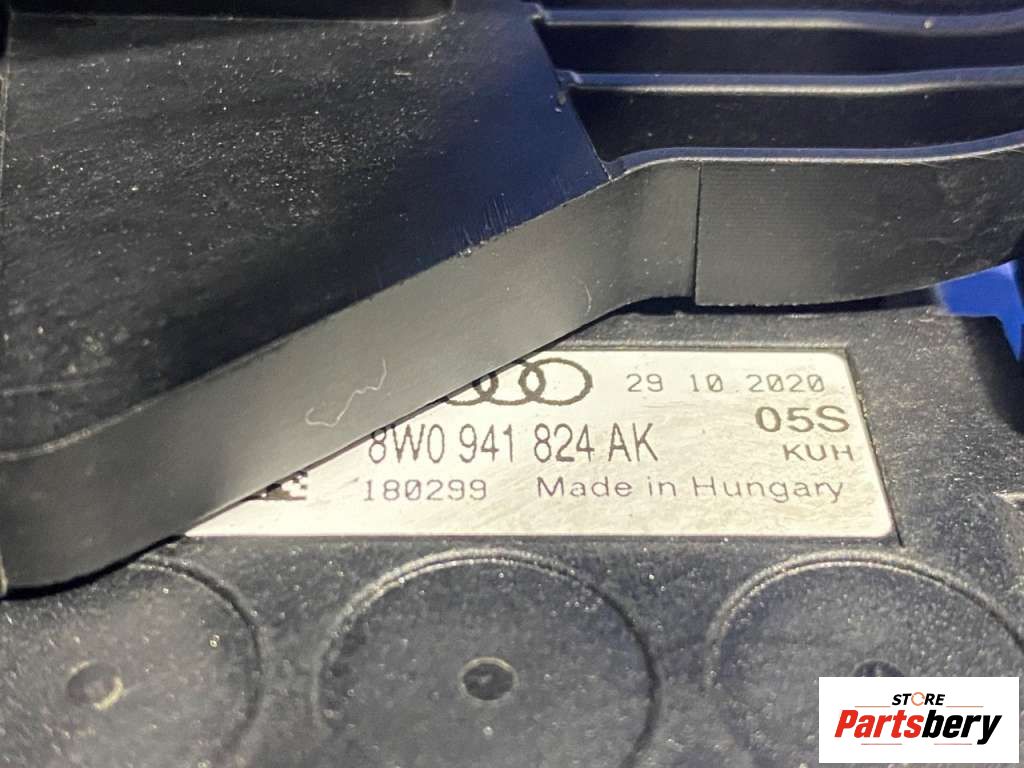 29 10 2020
05S
8W0 941 824 AK
KUH
180299 Made in Hungary
STORE
Partsbery